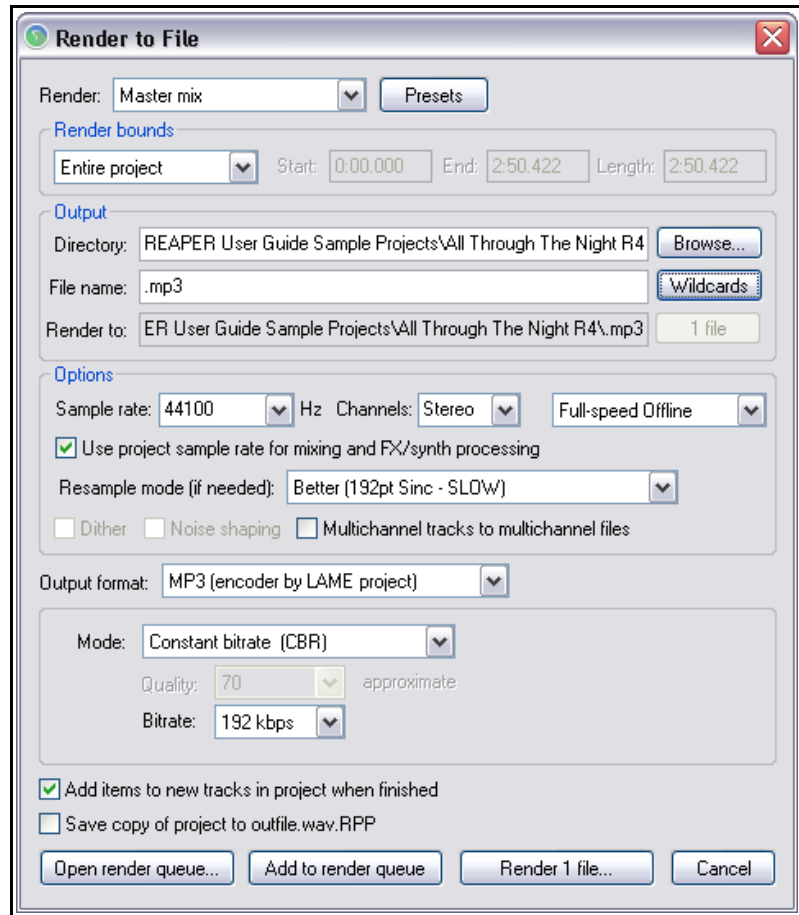 Render to File
Render: Master mix Presets
Render bounds
Entire project Start: 0:00.000 End: 2:50.422 Length: 2:50.422
Output
Directory: REAPER User Guide Sample Projects\All Through The Night R4 Browse...
File name: .mp3 Wildcards
Render to: ER User Guide Sample Projects\All Through The Night R4\.mp3 1 file
Options
Sample rate: 44100 Hz Channels: Stereo Full-speed Offline
Use project sample rate for mixing and FX/synth processing
Resample mode (if needed): Better (192pt Sinc - SLOW)
Dither Noise shaping Multichannel tracks to multichannel files
Output format: MP3 (encoder by LAME project)
Mode: Constant bitrate (CBR)
Quality: 70 approximate
Bitrate: 192 kbps
Add items to new tracks in project when finished
Save copy of project to outfile.wav.RPP
Open render queue... Add to render queue Render 1 file... Cancel